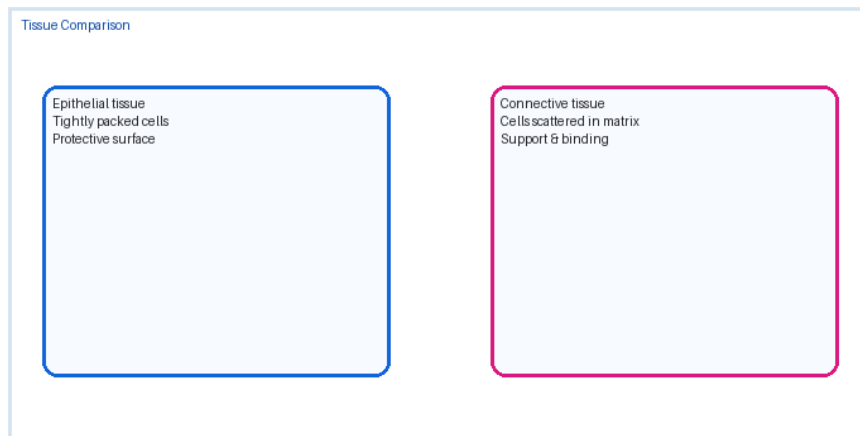 Tissue Comparison
Epithelial tissue
Tightly packed cells
Protective surface
Connective tissue
Cells scattered in matrix
Support & binding